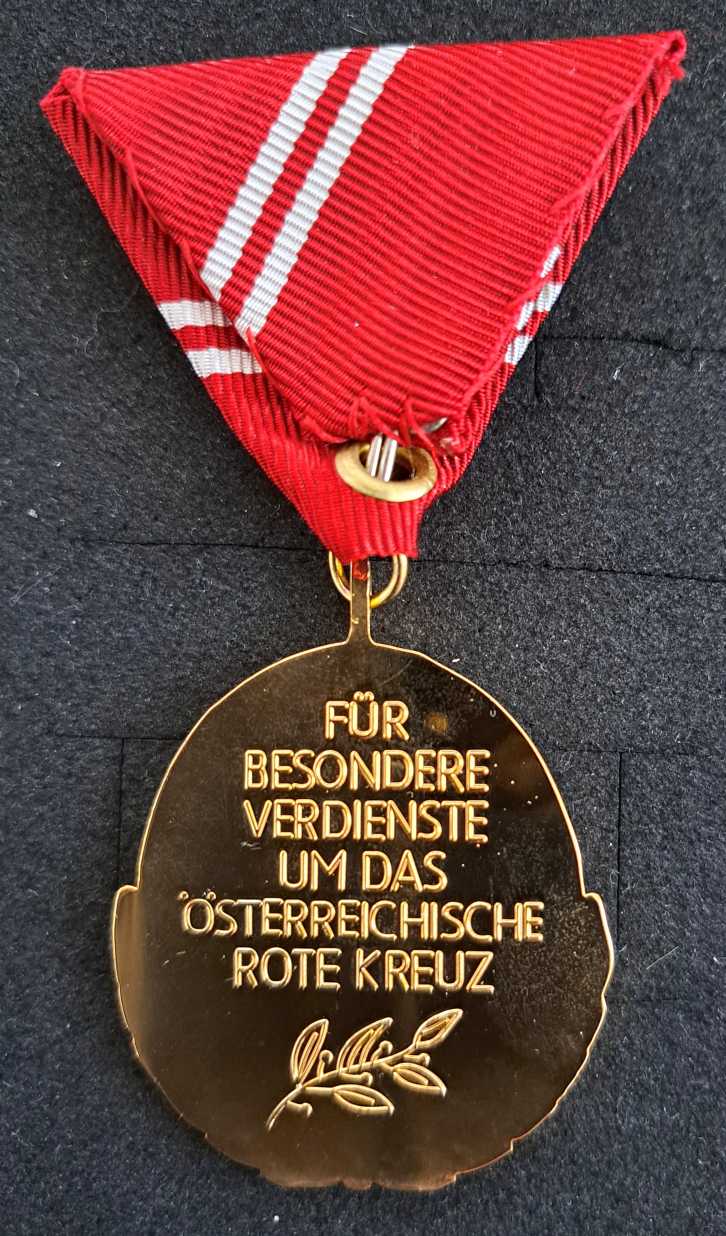 FÜR
BESONDERE
VERDIENSTE
UM DAS
ÖSTERREICHISCHE
ROTE KREUZ